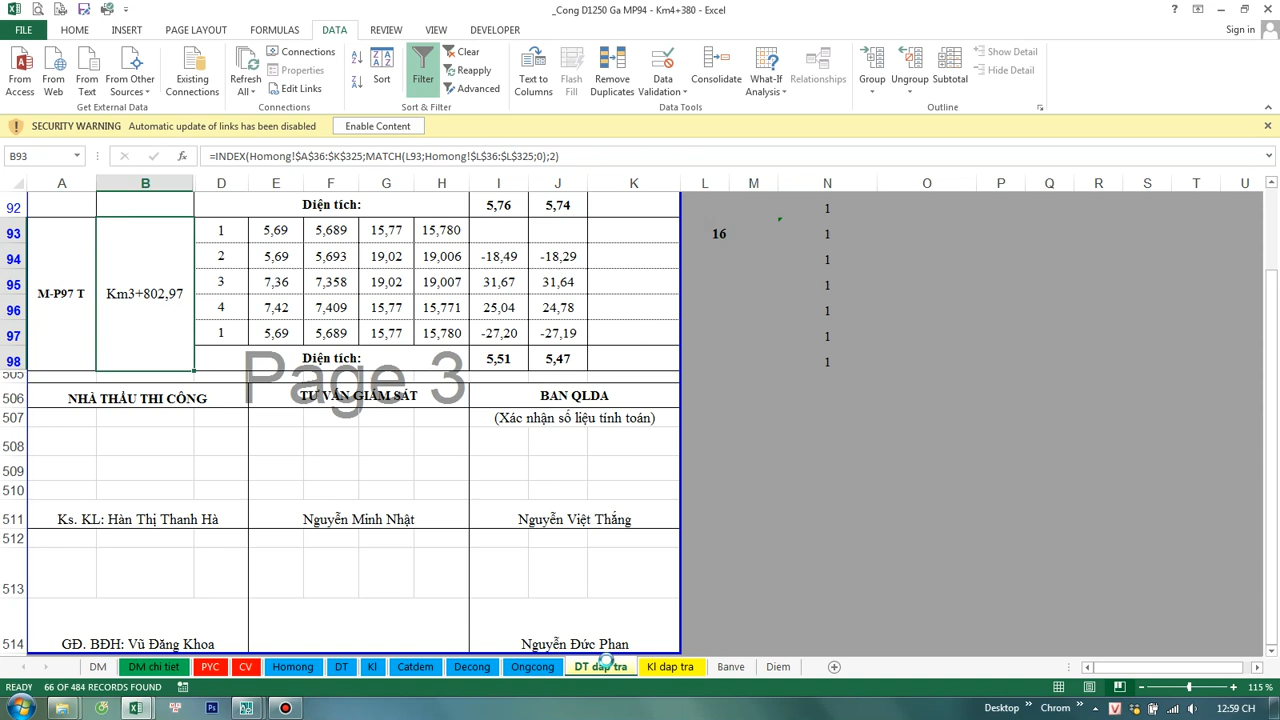 _Cong D1250 Ga MP94 - Km4+380 - Excel
FILE HOME INSERT PAGE LAYOUT FORMULAS DATA REVIEW VIEW DEVELOPER Sign in
From Access From Web From Text From Other Sources Existing Connections Refresh All Connections Properties Edit Links Sort Filter Clear Reapply Advanced Text to Columns Flash Fill Remove Duplicates Data Validation Consolidate What-If Analysis Relationships Group Ungroup Subtotal Show Detail Hide Detail
Get External Data Connections Sort & Filter Data Tools Outline
SECURITY WARNING Automatic update of links has been disabled Enable Content
B93 fx =INDEX(Homong!$A$36:$K$325;MATCH(L93;Homong!$L$36:$L$325;0);2)
A B D E F G H I J K L M N O P Q R S T U
92 Diện tích: 5,76 5,74 1
93 1 5,69 5,689 15,77 15,780 16 1
94 2 5,69 5,693 19,02 19,006 -18,49 -18,29 1
95 M-P97 T Km3+802,97 3 7,36 7,358 19,02 19,007 31,67 31,64 1
96 4 7,42 7,409 15,77 15,771 25,04 24,78 1
97 1 5,69 5,689 15,77 15,780 -27,20 -27,19 1
98 Diện tích: 5,51 5,47 1
Page 3
505
506 NHÀ THẦU THI CÔNG TƯ VẤN GIÁM SÁT BAN QLDA
507 (Xác nhận số liệu tính toán)
508
509
510
511 Ks. KL: Hàn Thị Thanh Hà Nguyễn Minh Nhật Nguyễn Việt Thắng
512
513
514 GĐ. BĐH: Vũ Đăng Khoa Nguyễn Đức Phan
DM DM chi tiet PYC CV Homong DT Kl Catdem Decong Ongcong DT dap tra Kl dap tra Banve Diem
READY 66 OF 484 RECORDS FOUND 115 %
Desktop Chrom 12:59 CH